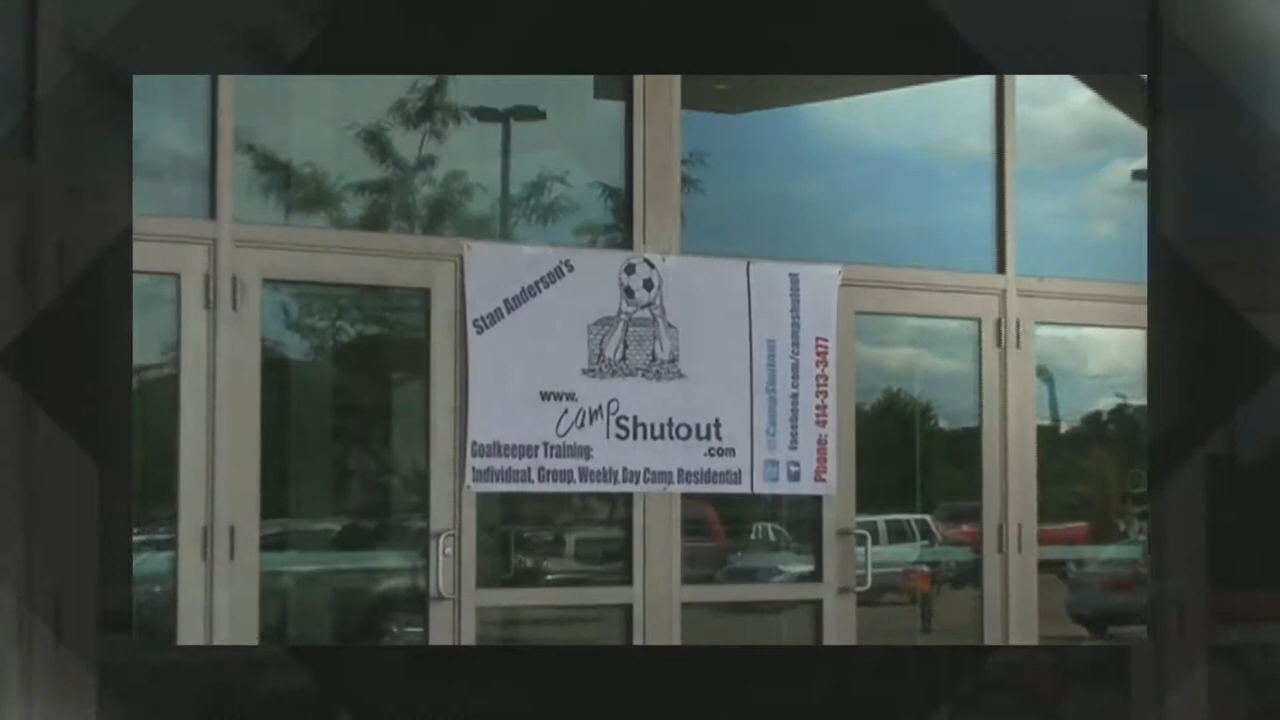 Stan Anderson's
www.
camp Shutout
.com
Goalkeeper Training:
Individual, Group, Weekly, Day Camp, Residential
@CampShutout
facebook.com/campshutout
Phone: 414-313-3477